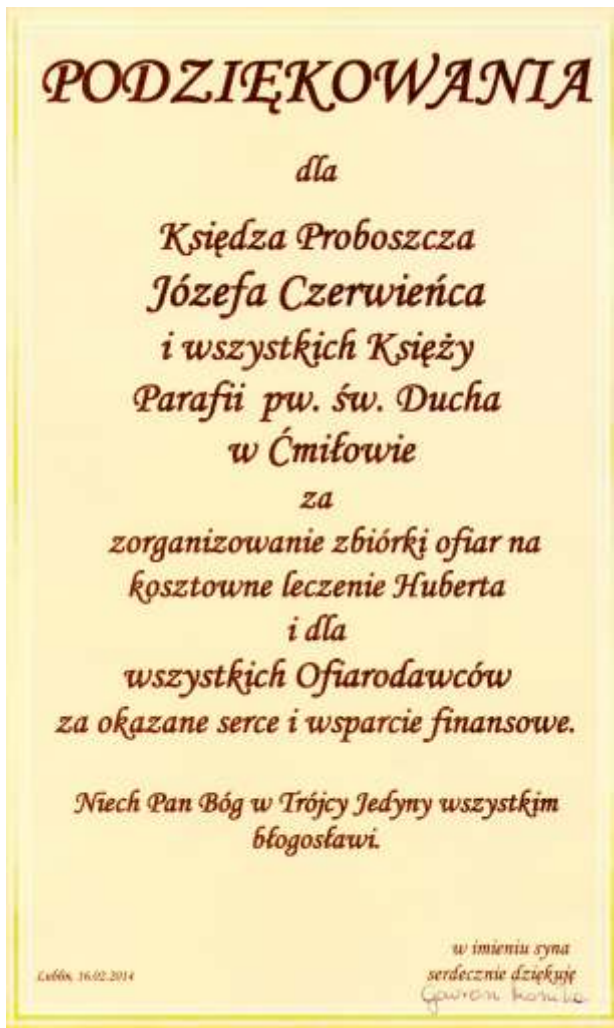 PODZIĘKOWANIA
dla
Księdza Proboszcza
Józefa Czerwieńca
i wszystkich Księży
Parafii pw. św. Ducha
w Ćmiłowie
za
zorganizowanie zbiórki ofiar na
kosztowne leczenie Huberta
i dla
wszystkich Ofiarodawców
za okazane serce i wsparcie finansowe.
Niech Pan Bóg w Trójcy Jedyny wszystkim
błogosławi.
w imieniu syna
Lublin, 16.02.2014
serdecznie dziękuję
Gawron Monika